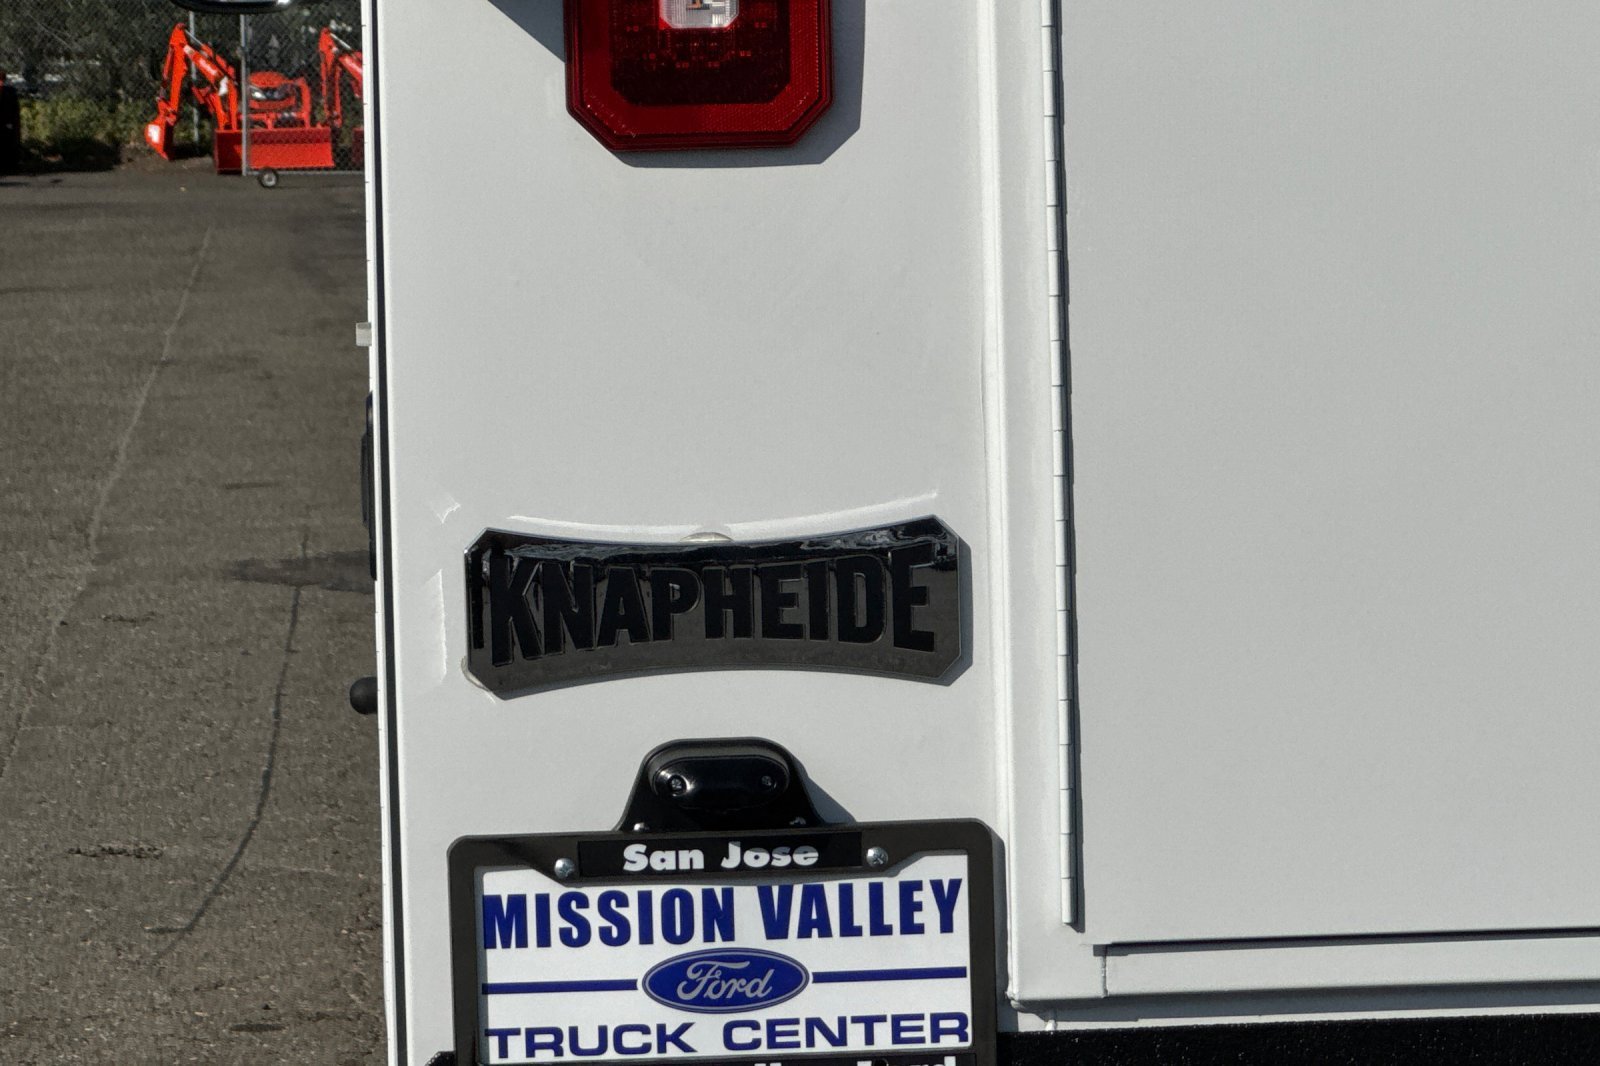 KNAPHEIDE
San Jose
MISSION VALLEY
Ford
TRUCK CENTER